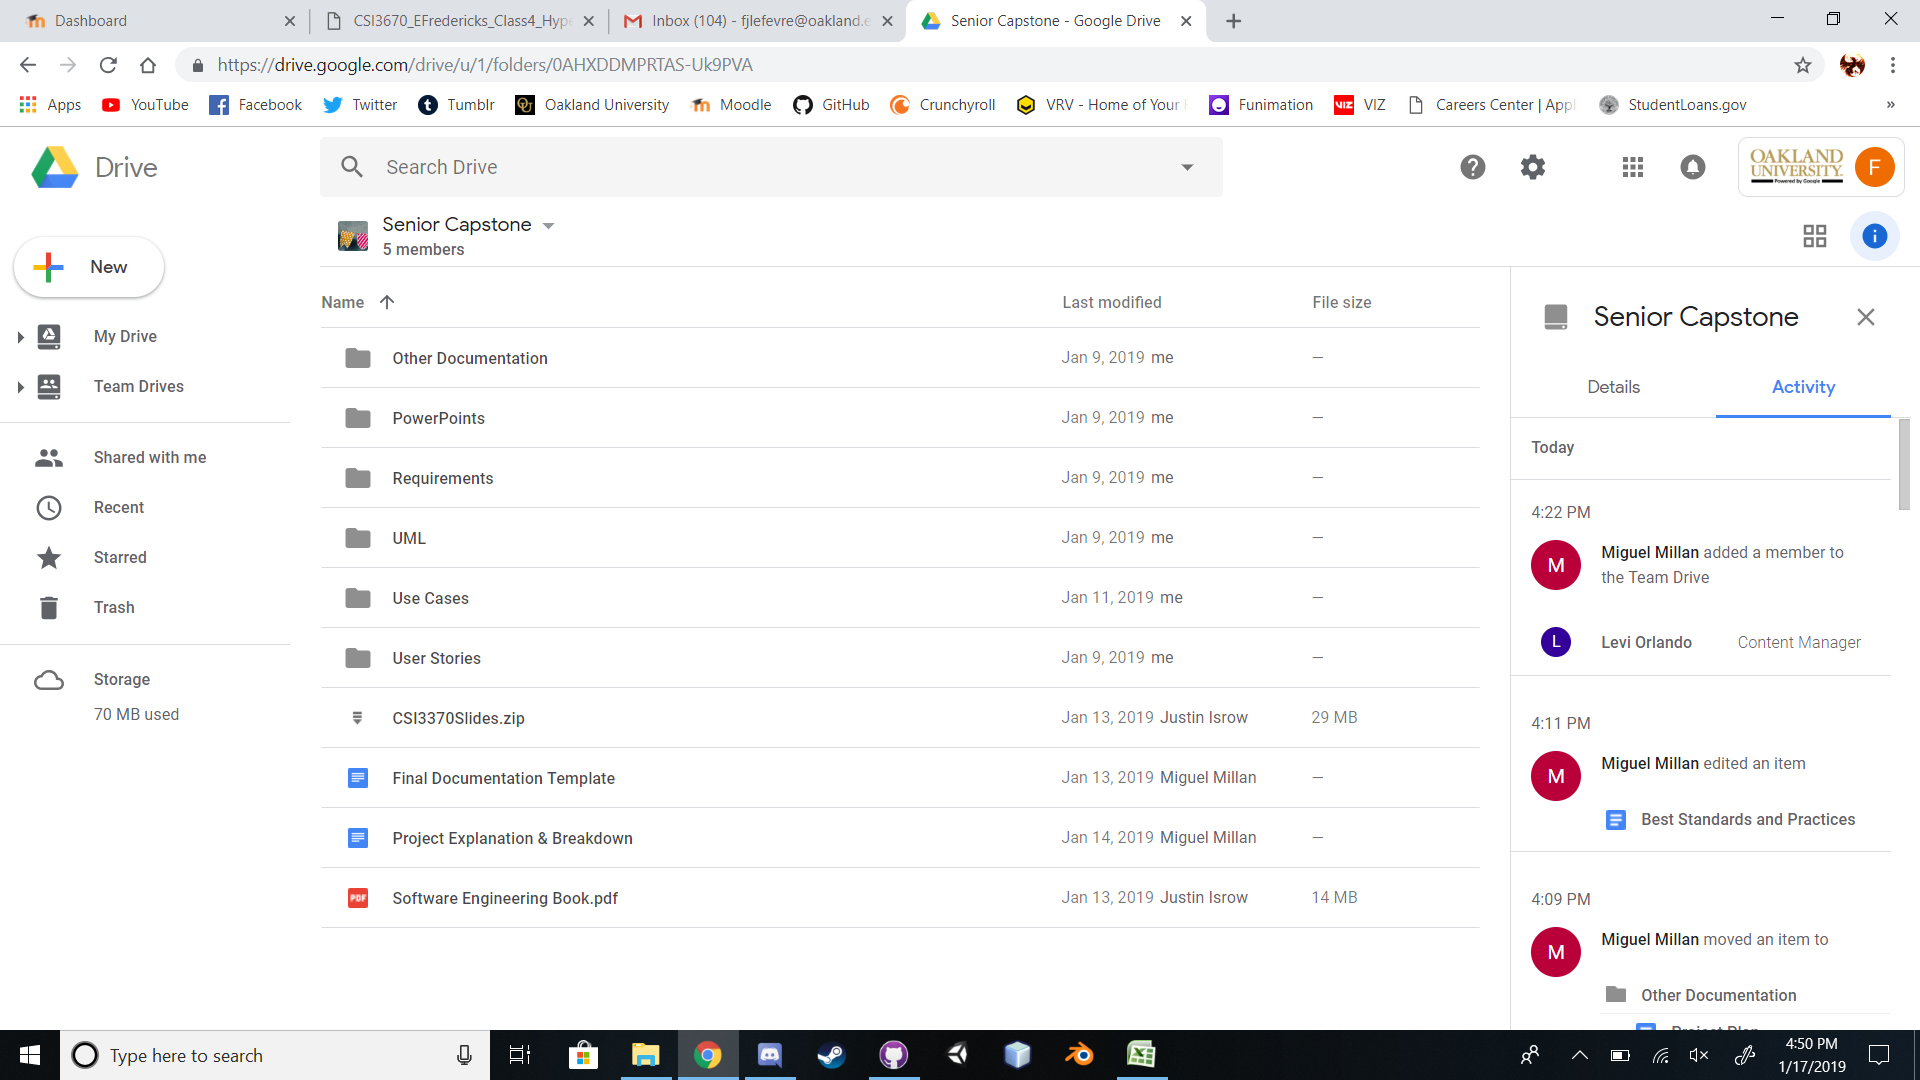 Dashboard
CSI3670_EFredericks_Class4_Hyp
Inbox (104) - fjlefevre@oakland.e
Senior Capstone - Google Drive
https://drive.google.com/drive/u/1/folders/0AHXDDMPRTAS-Uk9PVA
Apps
YouTube
Facebook
Twitter
Tumblr
Oakland University
Moodle
GitHub
Crunchyroll
VRV - Home of Your
Funimation
VIZ
Careers Center | Appl
StudentLoans.gov
»
Drive
Search Drive
OAKLAND
UNIVERSITY
Powered by Google
F
Senior Capstone
5 members
New
My Drive
Team Drives
Shared with me
Recent
Starred
Trash
Storage
70 MB used
Name
Last modified
File size
Other Documentation
Jan 9, 2019 me
—
PowerPoints
Jan 9, 2019 me
—
Requirements
Jan 9, 2019 me
—
UML
Jan 9, 2019 me
—
Use Cases
Jan 11, 2019 me
—
User Stories
Jan 9, 2019 me
—
CSI3370Slides.zip
Jan 13, 2019 Justin Isrow
29 MB
Final Documentation Template
Jan 13, 2019 Miguel Millan
—
Project Explanation & Breakdown
Jan 14, 2019 Miguel Millan
—
PDF
Software Engineering Book.pdf
Jan 13, 2019 Justin Isrow
14 MB
Senior Capstone
Details
Activity
Today
4:22 PM
M
Miguel Millan added a member to
the Team Drive
L
Levi Orlando
Content Manager
4:11 PM
M
Miguel Millan edited an item
Best Standards and Practices
4:09 PM
M
Miguel Millan moved an item to
Other Documentation
Project Plan
Type here to search
4:50 PM
1/17/2019